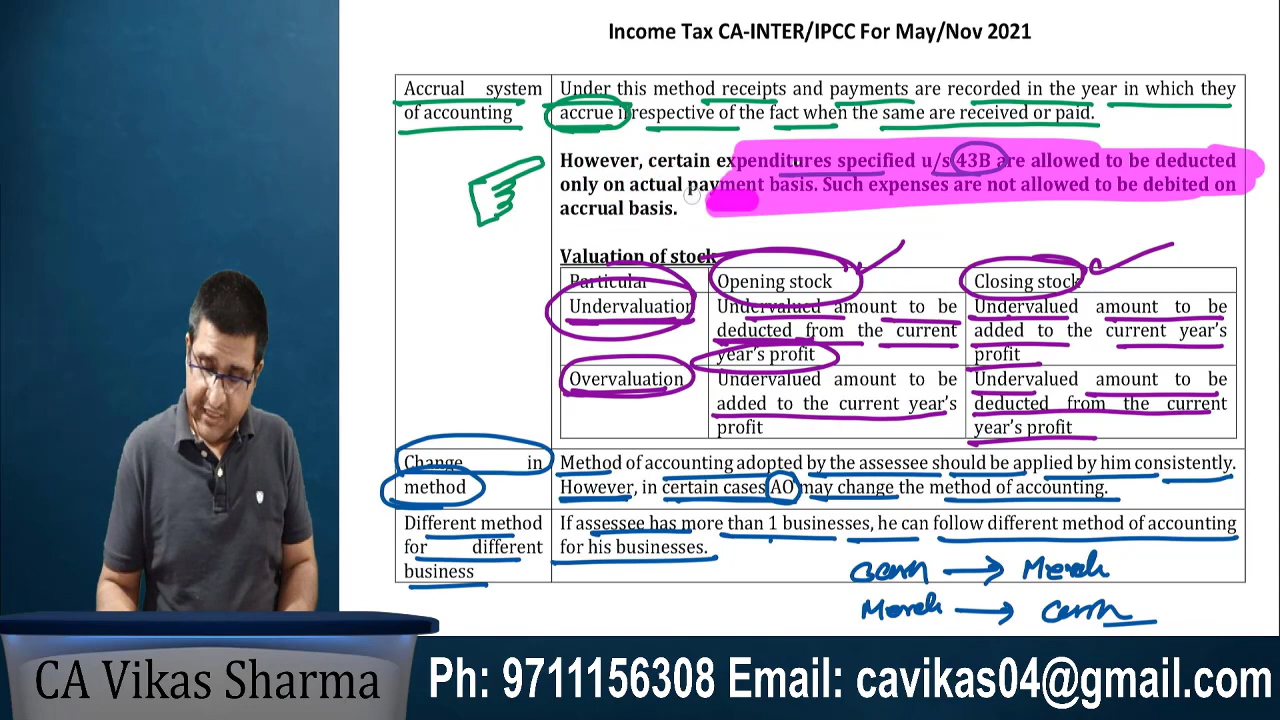 Income Tax CA-INTER/IPCC For May/Nov 2021
Accrual system
of accounting
Under this method receipts and payments are recorded in the year in which they
accrue irrespective of the fact when the same are received or paid.
However, certain expenditures specified u/s 43B are allowed to be deducted
only on actual payment basis. Such expenses are not allowed to be debited on
accrual basis.
Valuation of stock
Particular
Opening stock
Closing stock
Undervaluation
Undervalued amount to be
deducted from the current
year's profit
Undervalued amount to be
added to the current year's
profit
Overvaluation
Undervalued amount to be
added to the current year's
profit
Undervalued amount to be
deducted from the current
year's profit
Change in
method
Method of accounting adopted by the assessee should be applied by him consistently.
However, in certain cases AO may change the method of accounting.
Different method
for different
business
If assessee has more than 1 businesses, he can follow different method of accounting
for his businesses.
Cash → Merch
Merch → Cash
CA Vikas Sharma
Ph: 9711156308 Email: cavikas04@gmail.com